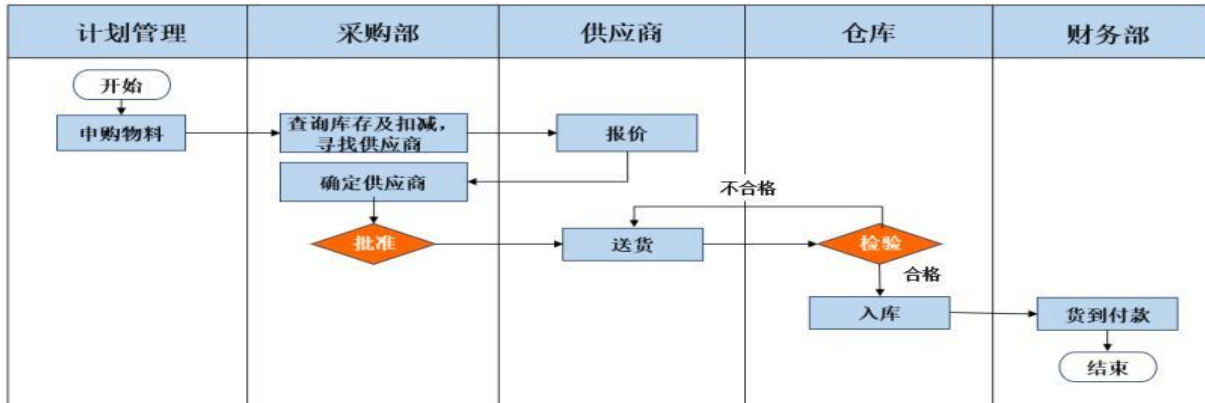 计划管理
采购部
供应商
仓库
财务部
开始
申购物料
查询库存及扣减，
寻找供应商
报价
确定供应商
不合格
批准
送货
检验
合格
入库
货到付款
结束